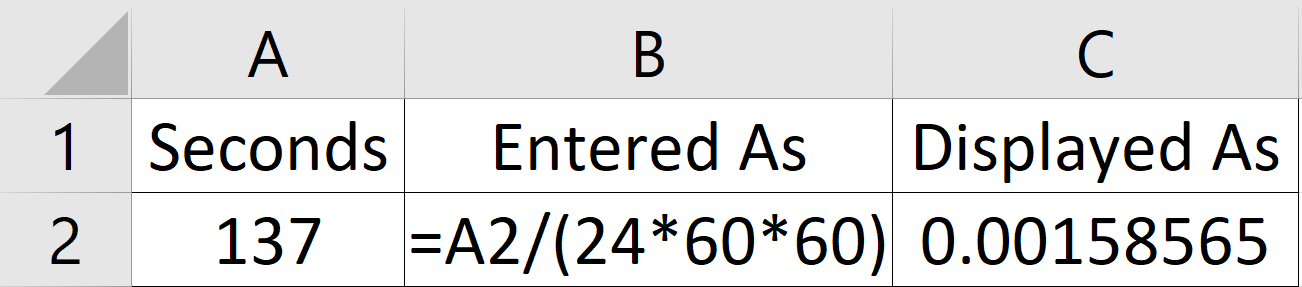 A B C
1 Seconds Entered As Displayed As
2 137 =A2/(24*60*60) 0.00158565